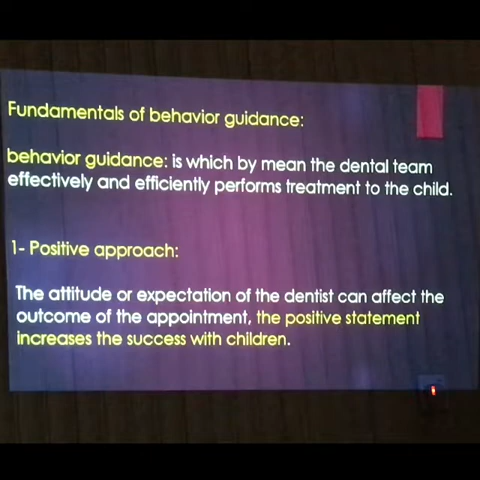 Fundamentals of behavior guidance:
behavior guidance: is which by mean the dental team
effectively and efficiently performs treatment to the child.
1- Positive approach:
The attitude or expectation of the dentist can affect the
outcome of the appointment, the positive statement
increases the success with children.